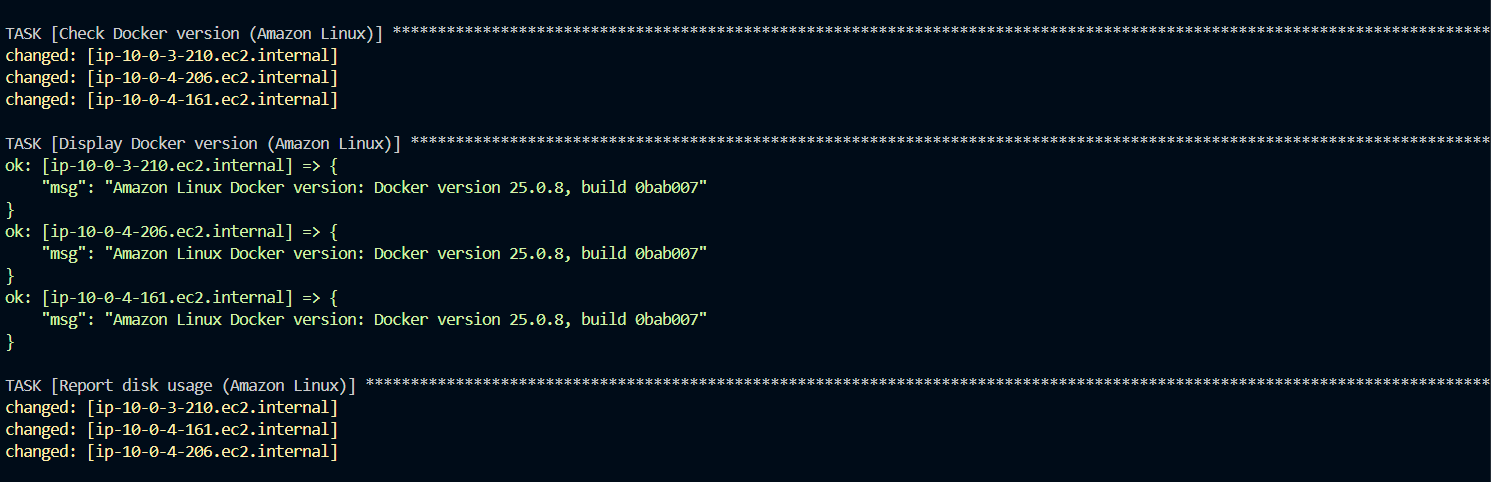 TASK [Check Docker version (Amazon Linux)] **************************************************************************************************************************
changed: [ip-10-0-3-210.ec2.internal]
changed: [ip-10-0-4-206.ec2.internal]
changed: [ip-10-0-4-161.ec2.internal]
TASK [Display Docker version (Amazon Linux)] ************************************************************************************************************************
ok: [ip-10-0-3-210.ec2.internal] => {
    "msg": "Amazon Linux Docker version: Docker version 25.0.8, build 0bab007"
}
ok: [ip-10-0-4-206.ec2.internal] => {
    "msg": "Amazon Linux Docker version: Docker version 25.0.8, build 0bab007"
}
ok: [ip-10-0-4-161.ec2.internal] => {
    "msg": "Amazon Linux Docker version: Docker version 25.0.8, build 0bab007"
}
TASK [Report disk usage (Amazon Linux)] *****************************************************************************************************************************
changed: [ip-10-0-3-210.ec2.internal]
changed: [ip-10-0-4-161.ec2.internal]
changed: [ip-10-0-4-206.ec2.internal]